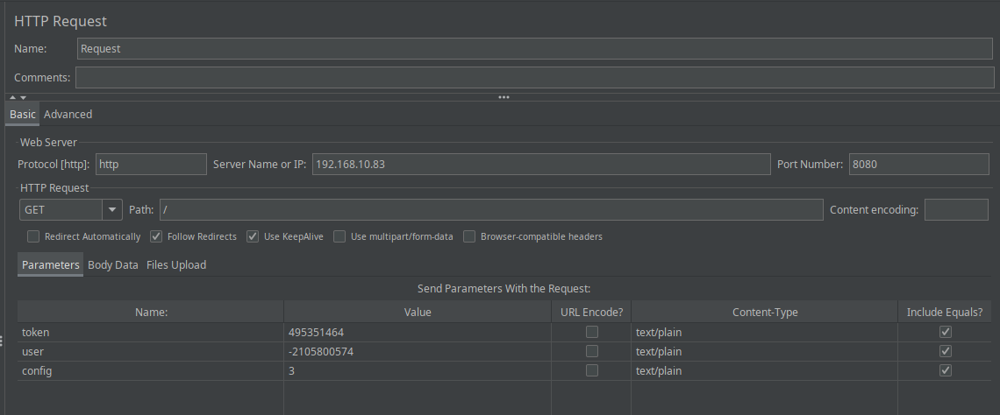 HTTP Request
Name: Request
Comments:
Basic Advanced
Web Server
Protocol [http]: http Server Name or IP: 192.168.10.83 Port Number: 8080
HTTP Request
GET Path: / Content encoding:
Redirect Automatically Follow Redirects Use KeepAlive Use multipart/form-data Browser-compatible headers
Parameters Body Data Files Upload
Send Parameters With the Request:
Name: Value URL Encode? Content-Type Include Equals?
token 495351464 text/plain
user -2105800574 text/plain
config 3 text/plain